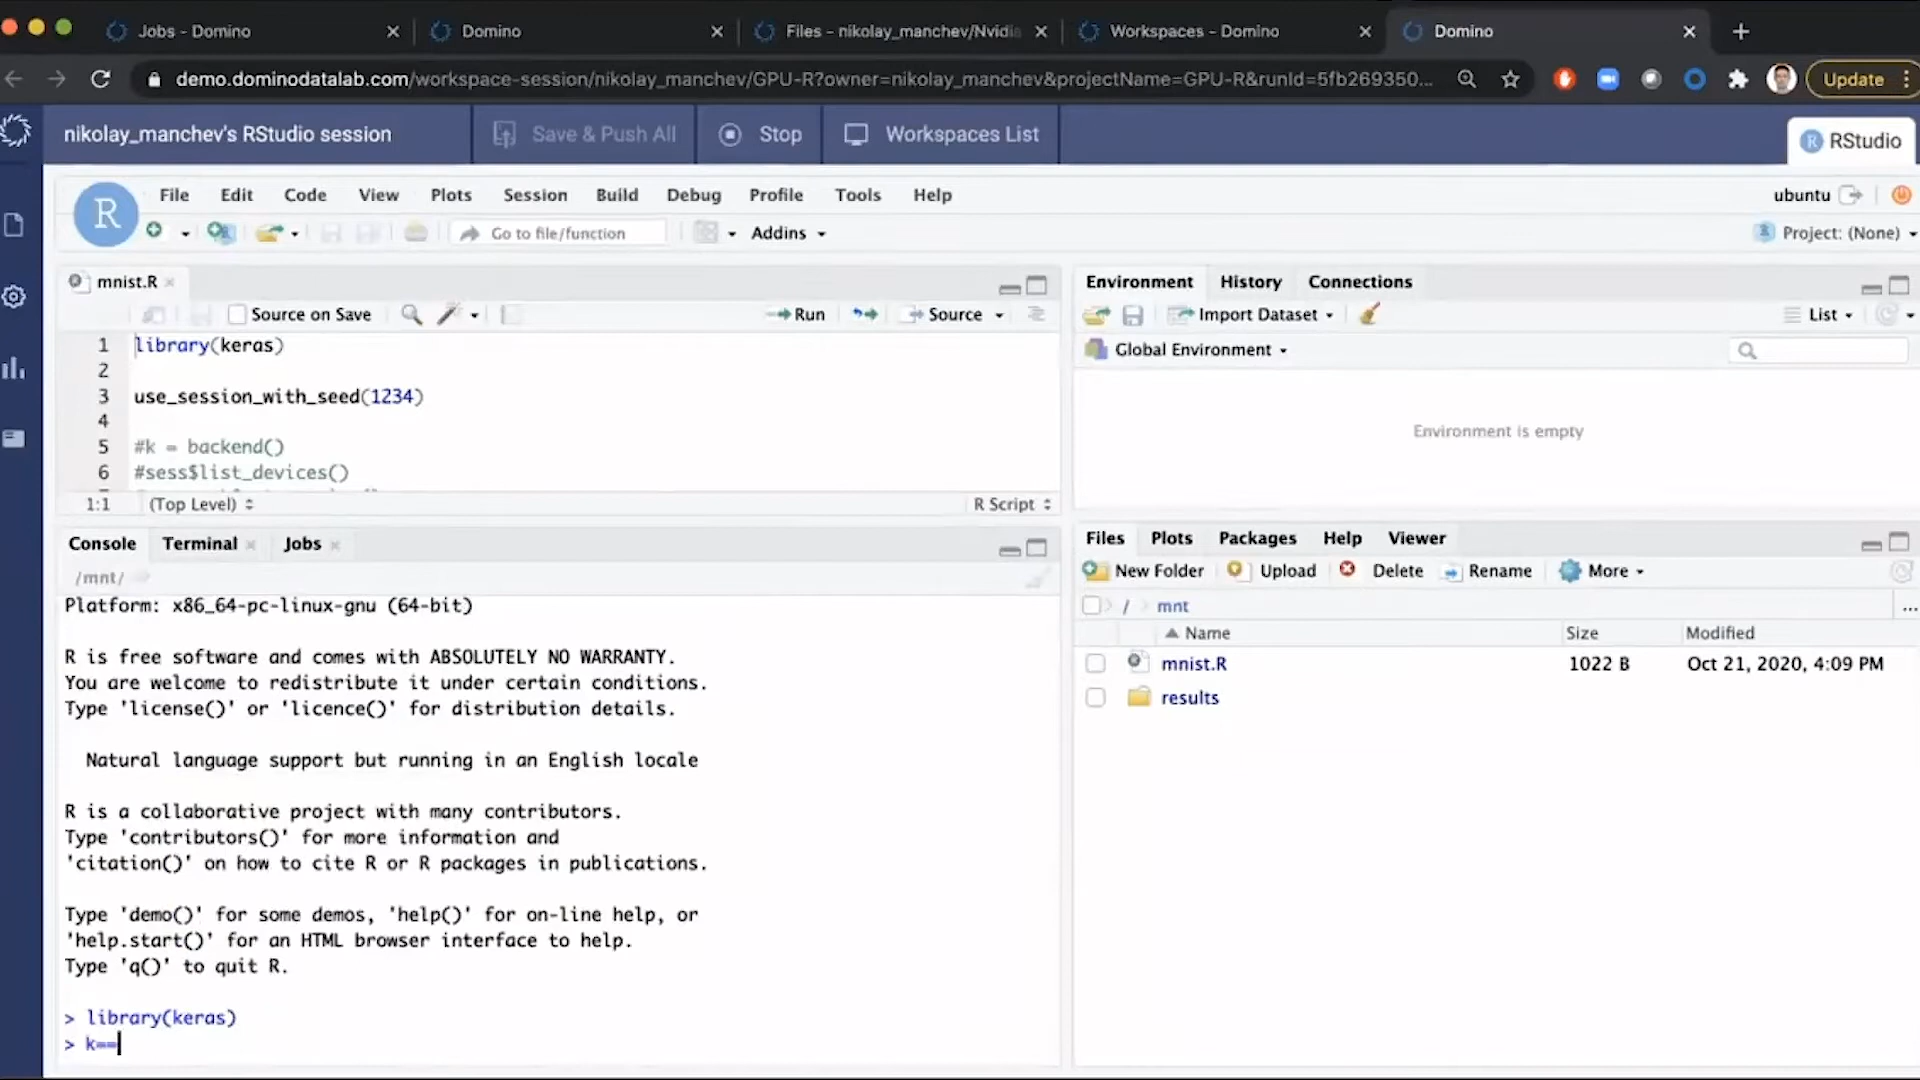 Jobs - Domino
Domino
Files - nikolay_manchev/Nvidia
Workspaces - Domino
Domino
demo.dominodatalab.com/workspace-session/nikolay_manchev/GPU-R?owner=nikolay_manchev&projectName=GPU-R&runId=5fb269350...
Update
nikolay_manchev's RStudio session
Save & Push All
Stop
Workspaces List
R RStudio
R
File Edit Code View Plots Session Build Debug Profile Tools Help
ubuntu
Go to file/function
Addins
Project: (None)
mnist.R
Source on Save
Run
Source
1 library(keras)
2
3 use_session_with_seed(1234)
4
5 #k = backend()
6 #sess$list_devices()
1:1 (Top Level)
R Script
Environment History Connections
Import Dataset
List
Global Environment
Environment is empty
Console Terminal Jobs
/mnt/
Platform: x86_64-pc-linux-gnu (64-bit)
R is free software and comes with ABSOLUTELY NO WARRANTY.
You are welcome to redistribute it under certain conditions.
Type 'license()' or 'licence()' for distribution details.
Natural language support but running in an English locale
R is a collaborative project with many contributors.
Type 'contributors()' for more information and
'citation()' on how to cite R or R packages in publications.
Type 'demo()' for some demos, 'help()' for on-line help, or
'help.start()' for an HTML browser interface to help.
Type 'q()' to quit R.
> library(keras)
> k==
Files Plots Packages Help Viewer
New Folder Upload Delete Rename More
/ mnt
...
Name Size Modified
mnist.R 1022 B Oct 21, 2020, 4:09 PM
results